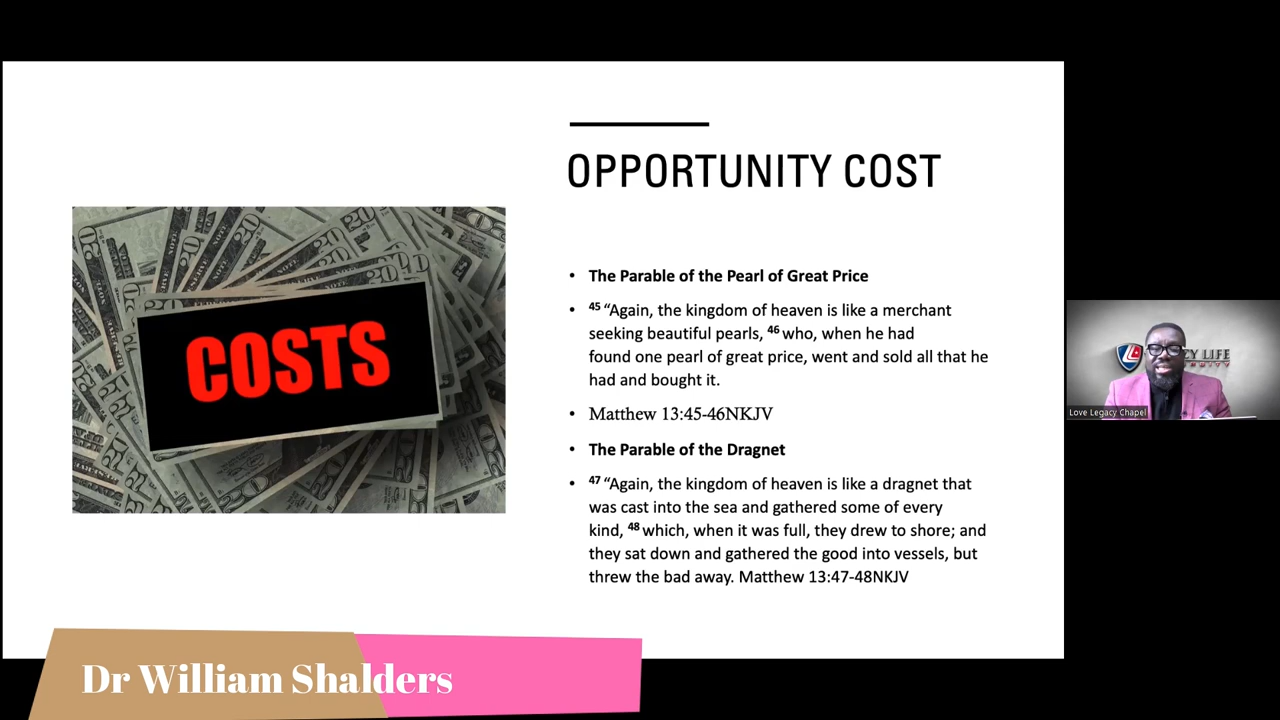 OPPORTUNITY COST
COSTS
• The Parable of the Pearl of Great Price
• 45 “Again, the kingdom of heaven is like a merchant
seeking beautiful pearls, 46 who, when he had
found one pearl of great price, went and sold all that he
had and bought it.
• Matthew 13:45-46NKJV
• The Parable of the Dragnet
• 47 “Again, the kingdom of heaven is like a dragnet that
was cast into the sea and gathered some of every
kind, 48 which, when it was full, they drew to shore; and
they sat down and gathered the good into vessels, but
threw the bad away. Matthew 13:47-48NKJV
LIFE
Love Legacy Chapel
Dr William Shalders